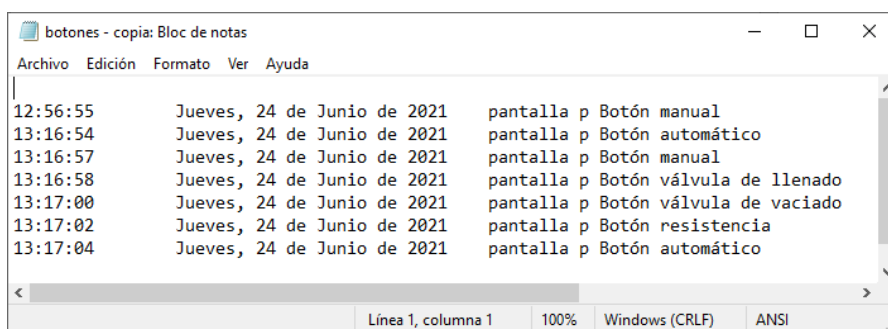 botones - copia: Bloc de notas
Archivo Edición Formato Ver Ayuda
12:56:55 Jueves, 24 de Junio de 2021 pantalla p Botón manual
13:16:54 Jueves, 24 de Junio de 2021 pantalla p Botón automático
13:16:57 Jueves, 24 de Junio de 2021 pantalla p Botón manual
13:16:58 Jueves, 24 de Junio de 2021 pantalla p Botón válvula de llenado
13:17:00 Jueves, 24 de Junio de 2021 pantalla p Botón válvula de vaciado
13:17:02 Jueves, 24 de Junio de 2021 pantalla p Botón resistencia
13:17:04 Jueves, 24 de Junio de 2021 pantalla p Botón automático
Línea 1, columna 1 100% Windows (CRLF) ANSI